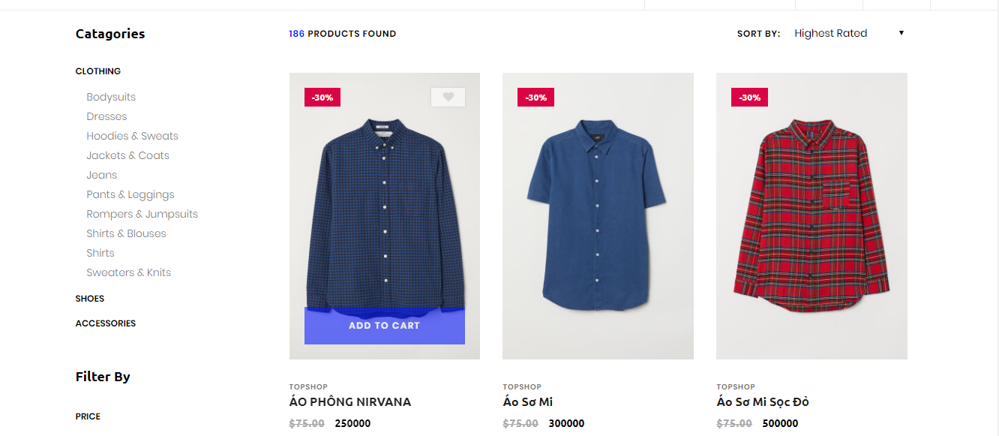 Catagories
CLOTHING
Bodysuits
Dresses
Hoodies & Sweats
Jackets & Coats
Jeans
Pants & Leggings
Rompers & Jumpsuits
Shirts & Blouses
Shirts
Sweaters & Knits
SHOES
ACCESSORIES
Filter By
PRICE
186 PRODUCTS FOUND
SORT BY: Highest Rated
-30%
ADD TO CART
TOPSHOP
ÁO PHÔNG NIRVANA
$75.00 250000
-30%
TOPSHOP
Áo Sơ Mi
$75.00 300000
-30%
TOPSHOP
Áo Sơ Mi Sọc Đỏ
$75.00 500000